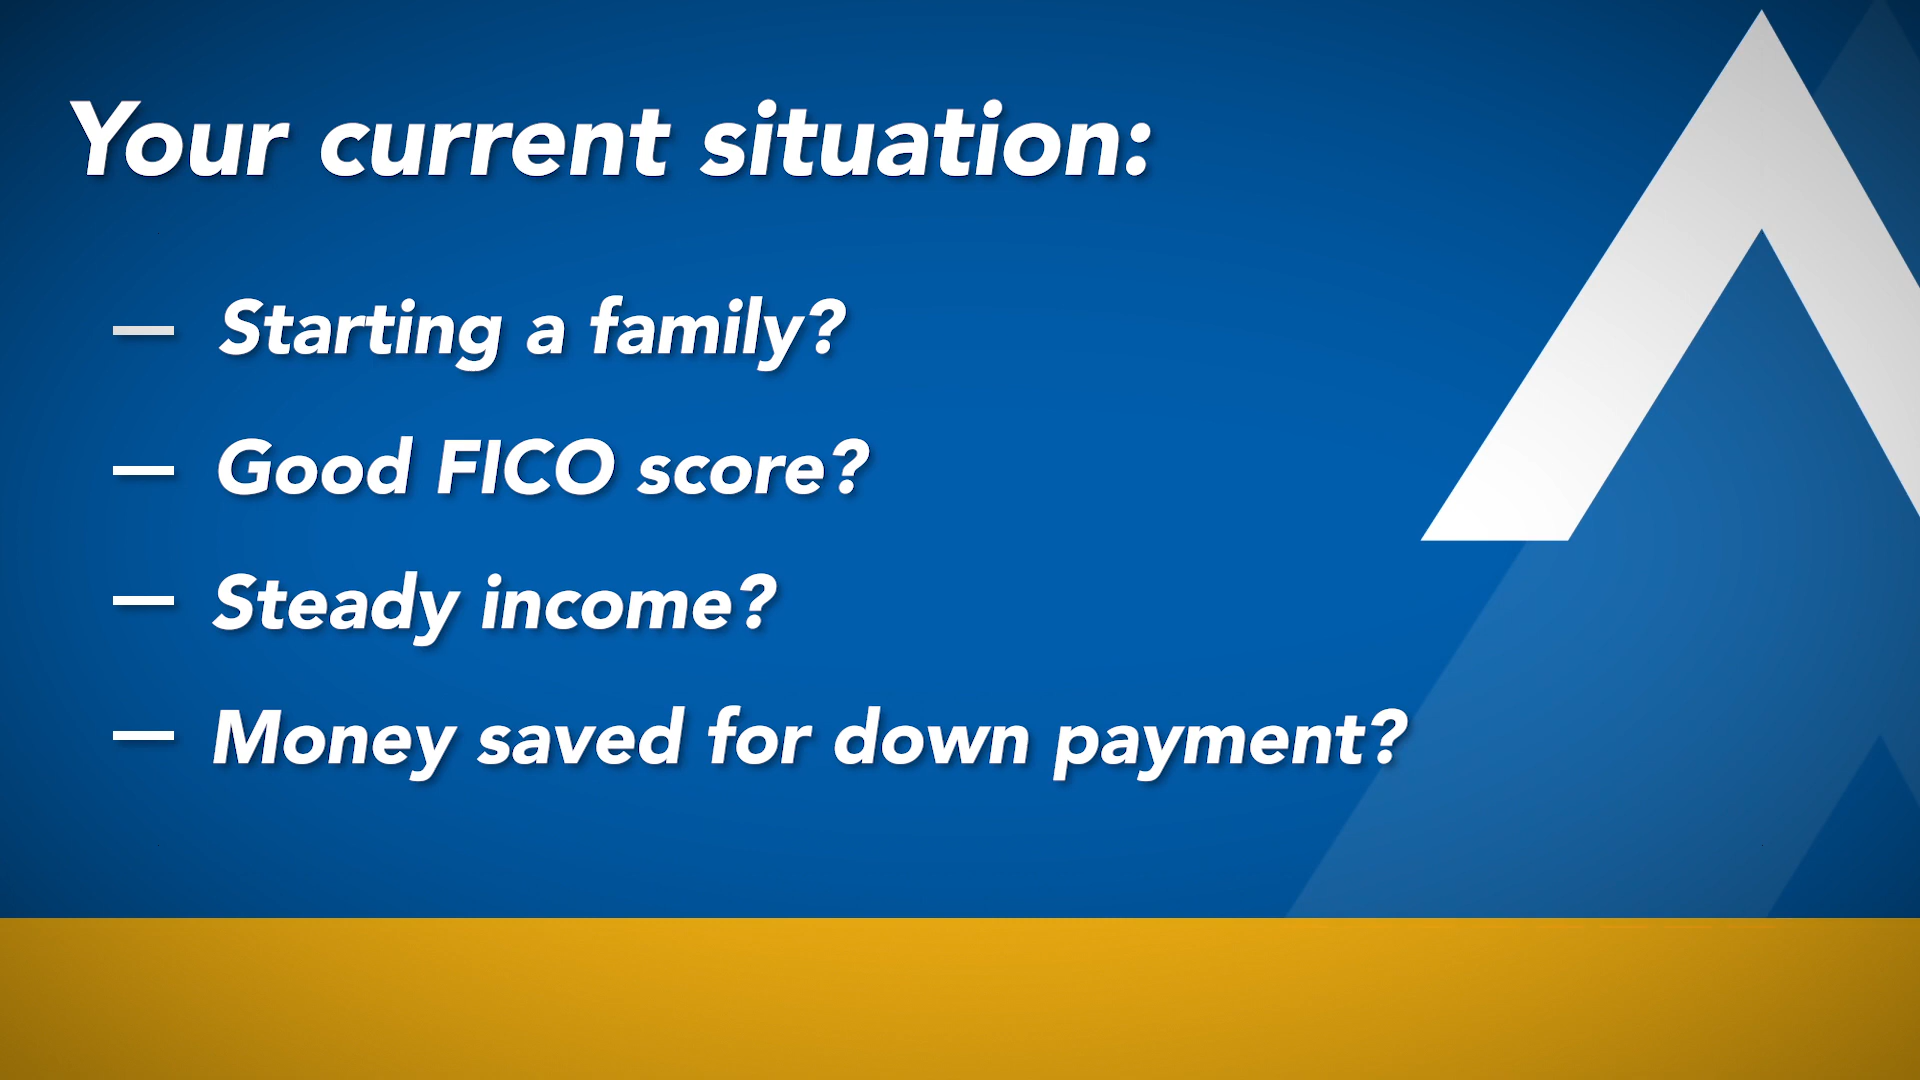 Your current situation:
— Starting a family?
— Good FICO score?
— Steady income?
— Money saved for down payment?